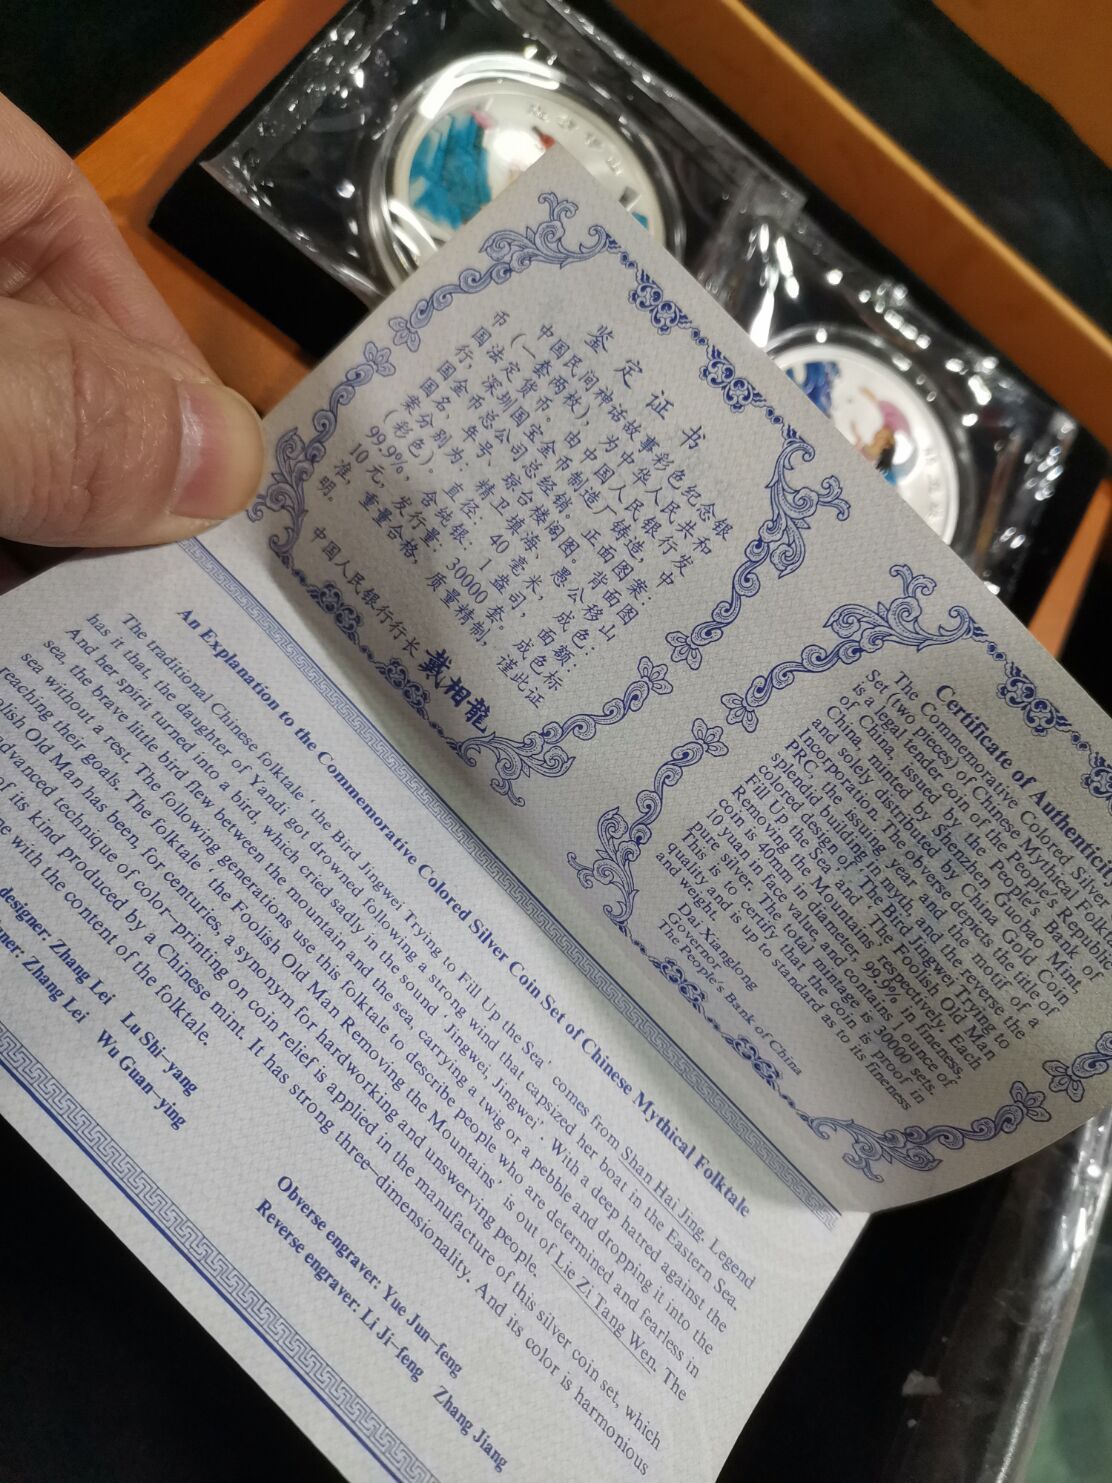 鉴定证书
中国民间神话故事彩色纪念银
币(一套两枚),为中华人民共和
国法定货币。由中国人民银行发
行,深圳国宝金币制造厂铸造,中
国金币总公司总经销。正面图案:
国名、年号、琼台楼阁图。背面图
案分别为:精卫填海、愚公移山
(彩色)。直径:40毫米,成色:
99.9%,含纯银:1盎司,面额:
10元,发行量:30000套。成色标
准,重量合格,质量精制,谨此证
明。
中国人民银行行长 戴相龍
Certificate of Authenticity
The Commemorative Colored Silver
Set (two pieces) of Chinese Mythical Folk
is a legal tender coin of the People's Republic
of China, issued by the People's Bank of
China, minted by Shenzhen Guobao Mint,
and solely distributed by China Gold Coin
Incorporation. The obverse depicts the title of
PRC, the issuing year, and the motif of a
splendid building in myth, and the reverse the
colored design of 'The Bird Jingwei Trying to
Fill Up the Sea' and 'The Foolish Old Man
Removing the Mountains' respectively. Each
coin is 40mm in diameter, 99.9% in fineness,
10 yuan in face value, and contains 1 ounce of
pure silver. The total mintage is 30000 sets.
This is to certify that the coin is proof in
quality and is up to standard as to its fineness
and weight.
Dai Xianglong
Governor
The People's Bank of China
An Explanation to the Commemorative Colored Silver Coin Set of Chinese Mythical Folktale
The traditional Chinese folktale 'the Bird Jingwei Trying to Fill Up the Sea' comes from Shan Hai Jing. Legend
has it that, the daughter of Yandi got drowned following a strong wind that capsized her boat in the Eastern Sea.
And her spirit turned into a bird, which cried sadly in the sound 'Jingwei, Jingwei'. With a deep hatred against the
sea, the brave little bird flew between the mountain and the sea, carrying a twig or a pebble and dropping it into the
sea without a rest. The following generations use this folktale to describe people who are determined and fearless in
reaching their goals. The folktale 'the Foolish Old Man Removing the Mountains' is out of Lie Zi Tang Wen. The
Old Man has been, for centuries, a synonym for hardworking and unswerving people.
advanced technique of color-printing on coin relief is applied in the manufacture of this silver coin set, which
of its kind produced by a Chinese mint. It has strong three-dimensionality. And its color is harmonious
with the content of the folktale.
designer: Zhang Lei Lu Shi-yang
Zhang Lei Wu Guan-ying
Obverse engraver: Yue Jun-feng
Reverse engraver: Li Ji-feng Zhang Jiang